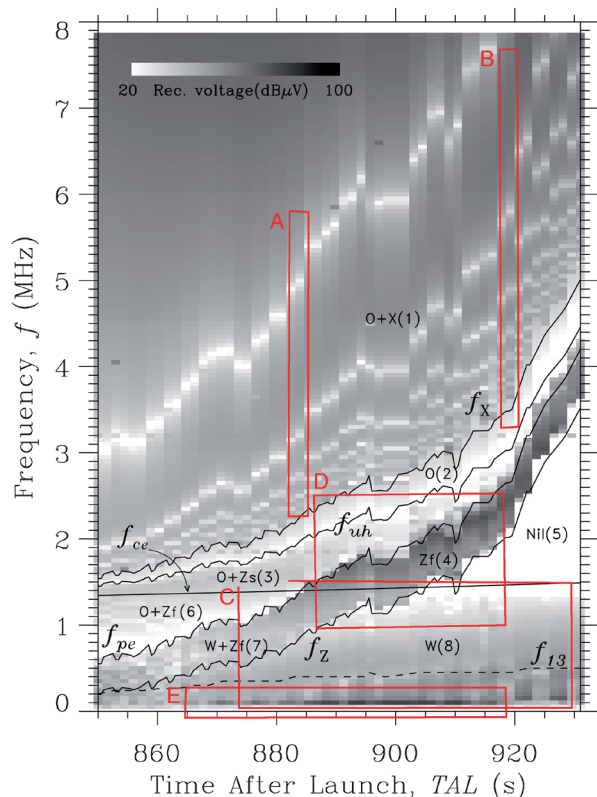 8
B
20 Rec. voltage(dBμV) 100
7
6
A
5
O+X(1)
4
f_X
3
D
O(2)
f_uh
f_ce
2
Nil(5)
Zf(4)
O+Zs(3)
C
O+Zf(6)
1
f_pe
W+Zf(7)
f_Z
W(8)
f_13
E
0
Frequency, f (MHz)
860 880 900 920
Time After Launch, TAL (s)